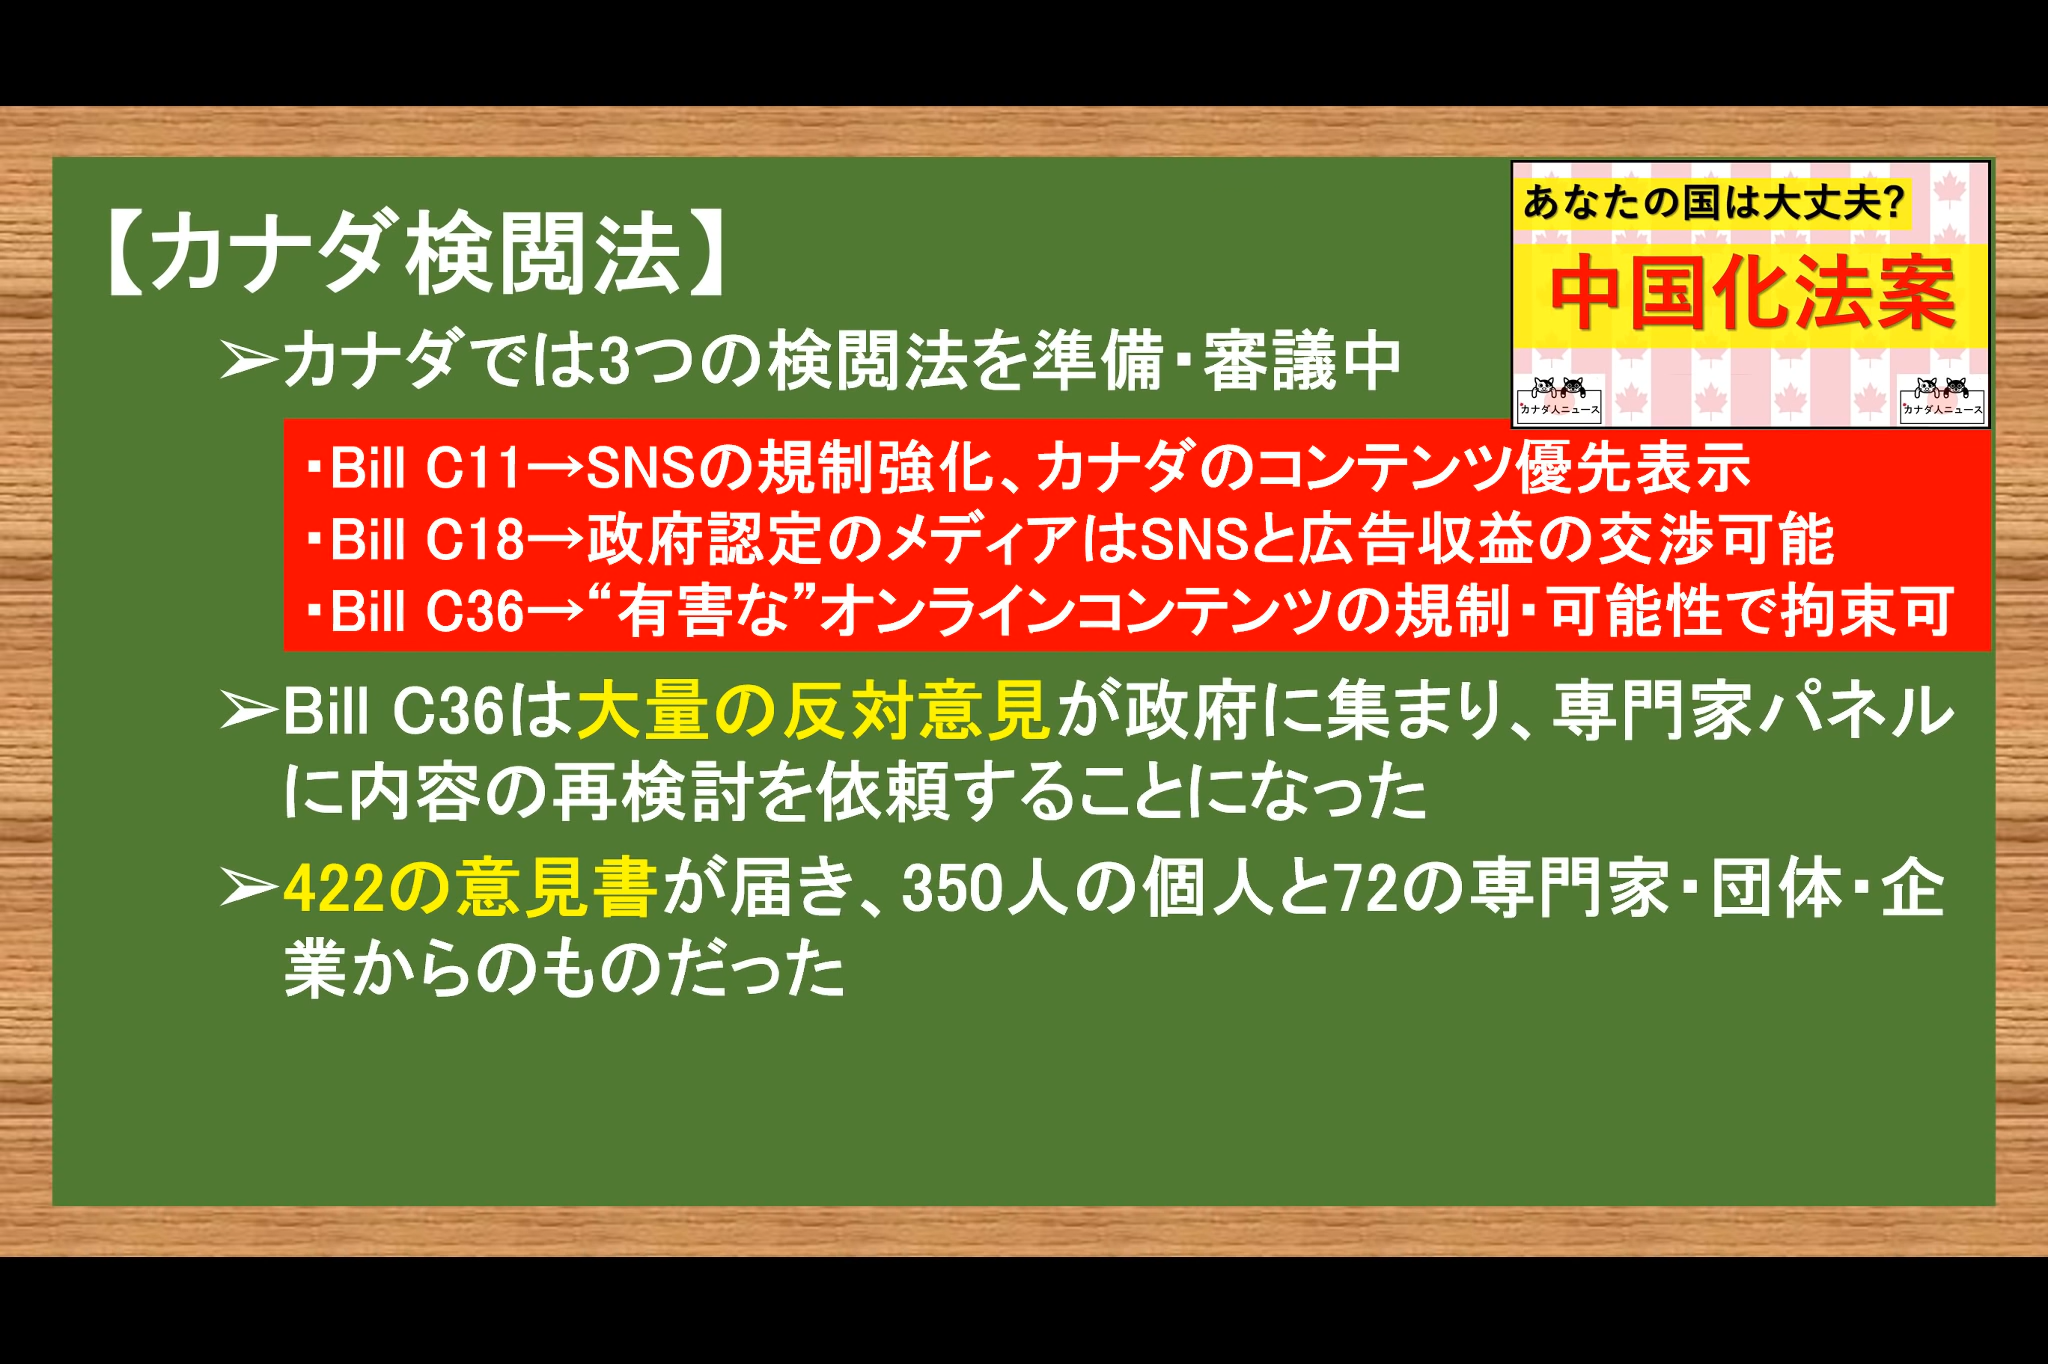 【カナダ検閲法】
あなたの国は大丈夫?
中国化法案
カナダ人ニュース
カナダ人ニュース
➢カナダでは3つの検閲法を準備・審議中
・Bill C11→SNSの規制強化、カナダのコンテンツ優先表示
・Bill C18→政府認定のメディアはSNSと広告収益の交渉可能
・Bill C36→“有害な”オンラインコンテンツの規制・可能性で拘束可
➢Bill C36は大量の反対意見が政府に集まり、専門家パネル
に内容の再検討を依頼することになった
➢422の意見書が届き、350人の個人と72の専門家・団体・企
業からのものだった